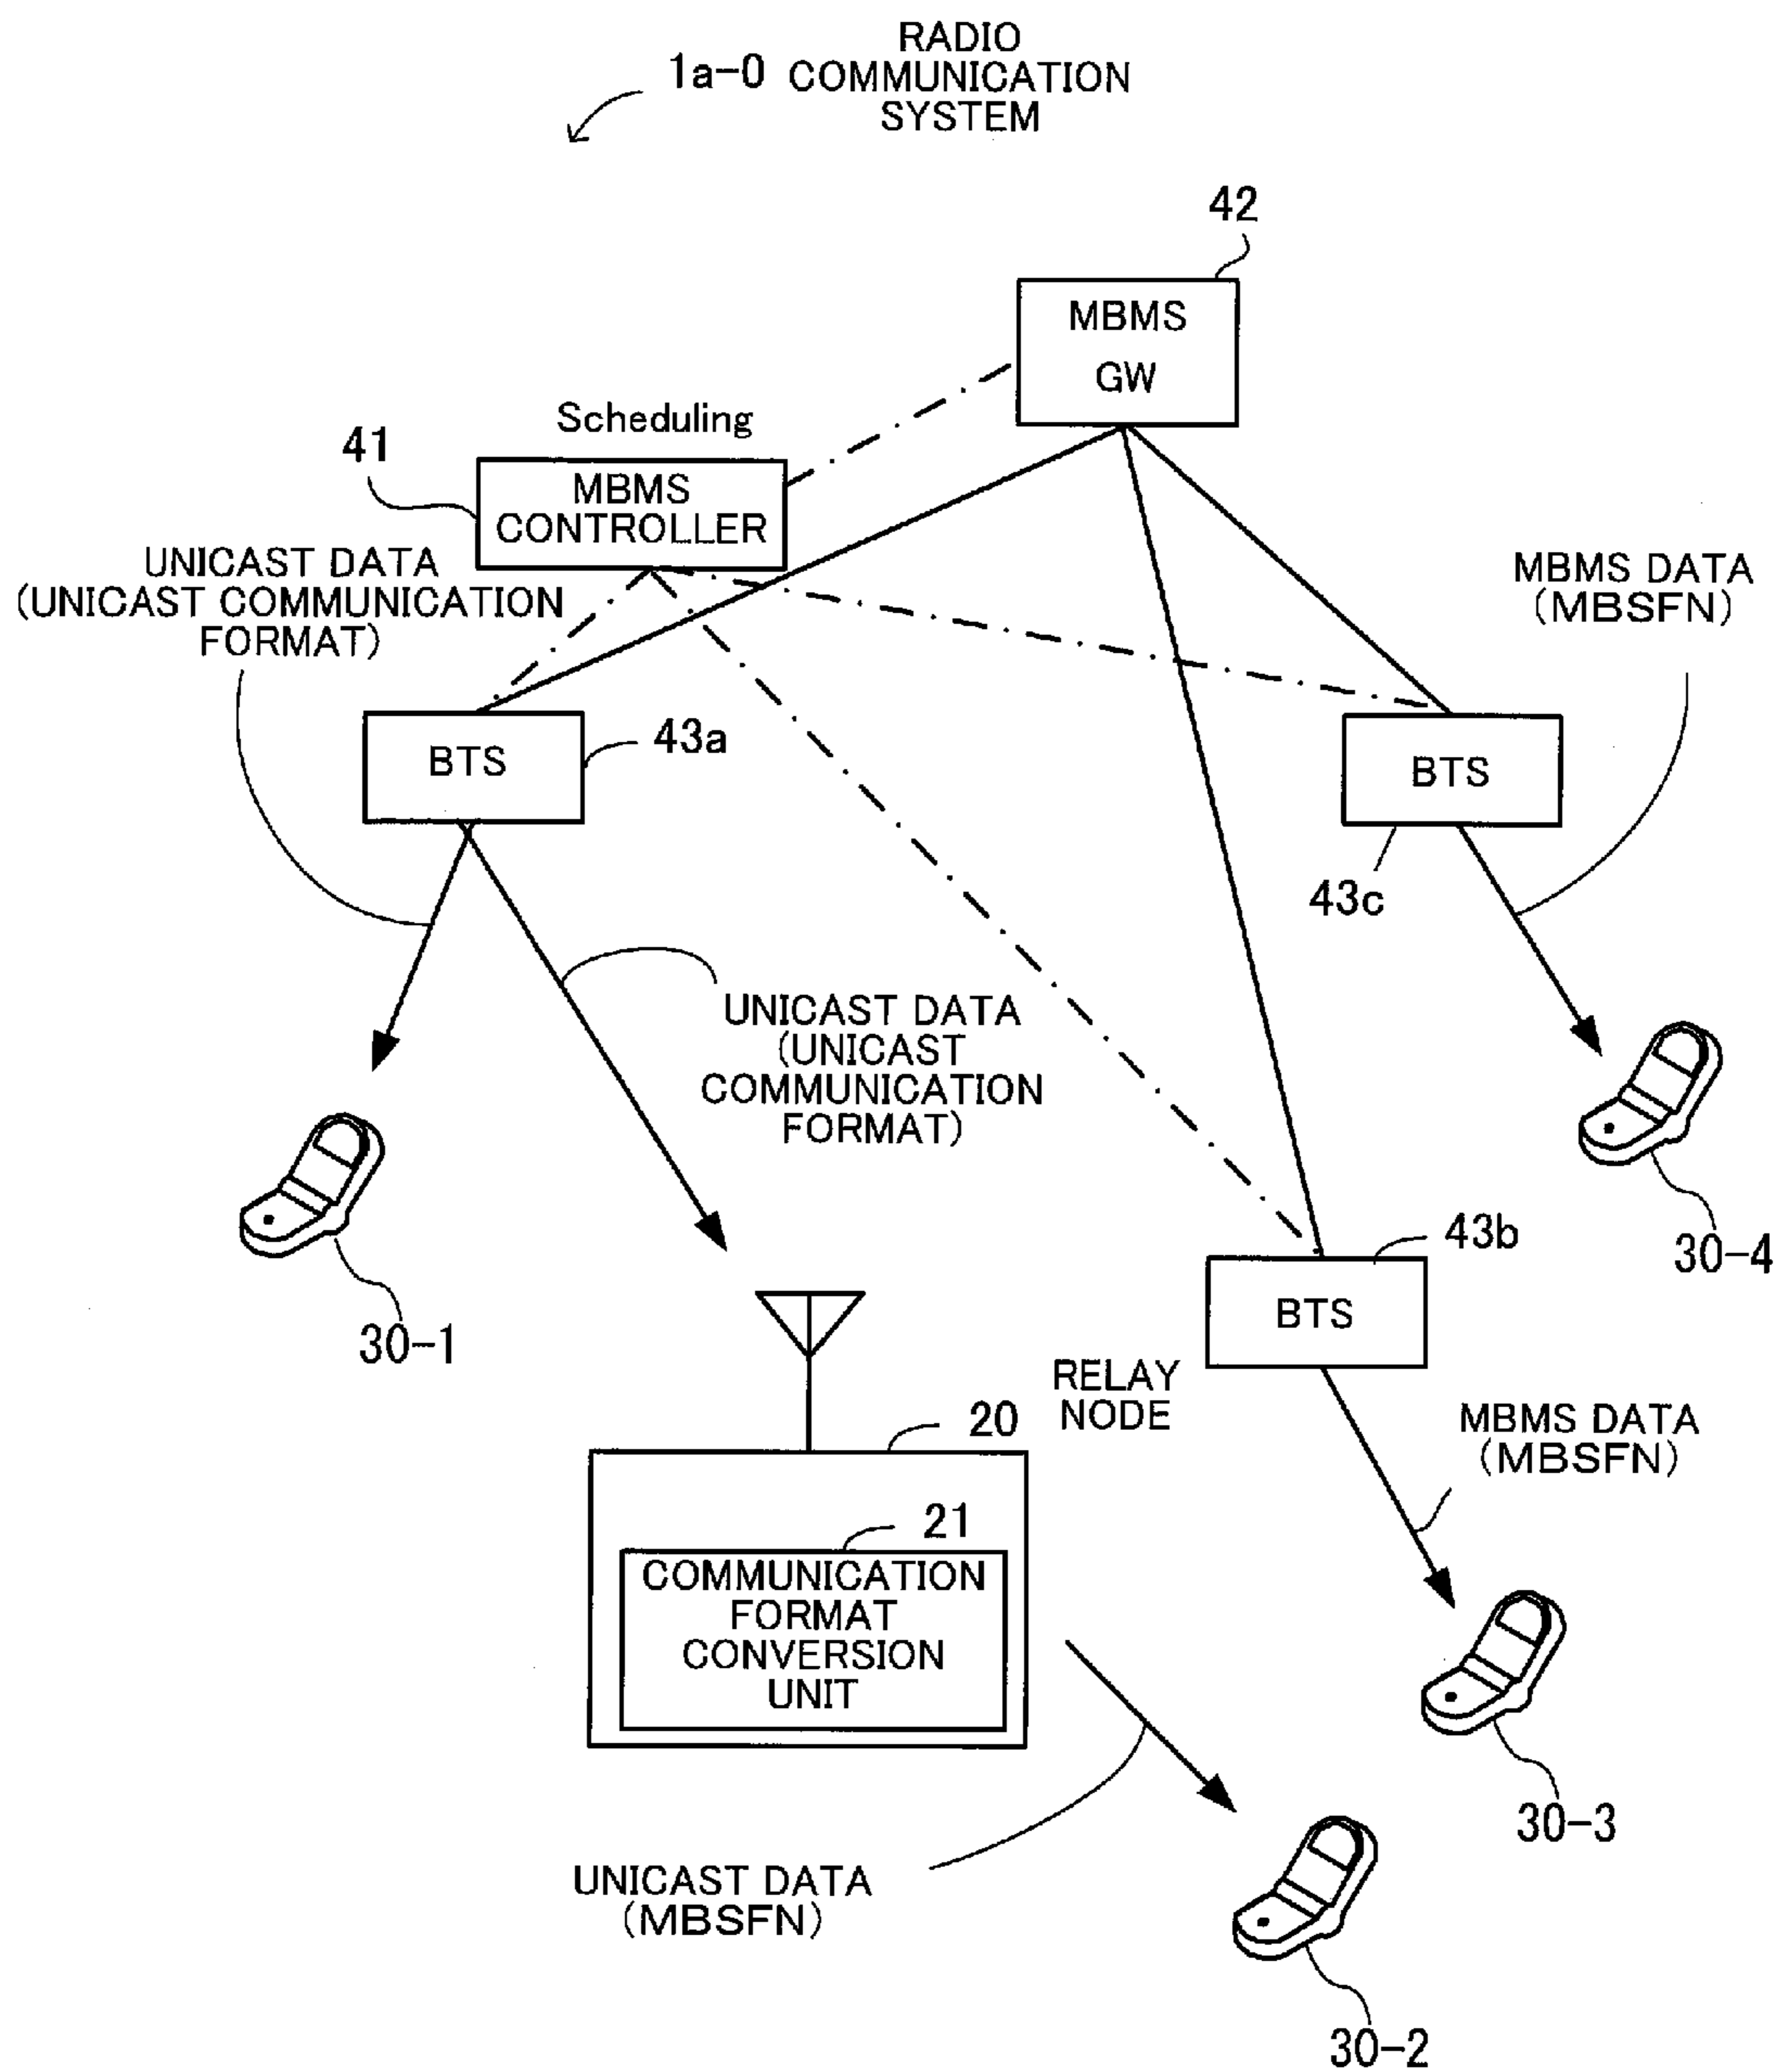 RADIO
1a-0 COMMUNICATION
SYSTEM
42
MBMS
GW
Scheduling
41
MBMS
CONTROLLER
UNICAST DATA
(UNICAST COMMUNICATION
FORMAT)
MBMS DATA
(MBSFN)
BTS
43a
BTS
43c
UNICAST DATA
(UNICAST
COMMUNICATION
FORMAT)
30-1
43b
BTS
30-4
RELAY
NODE
20
MBMS DATA
(MBSFN)
21
COMMUNICATION
FORMAT
CONVERSION
UNIT
30-3
UNICAST DATA
(MBSFN)
30-2